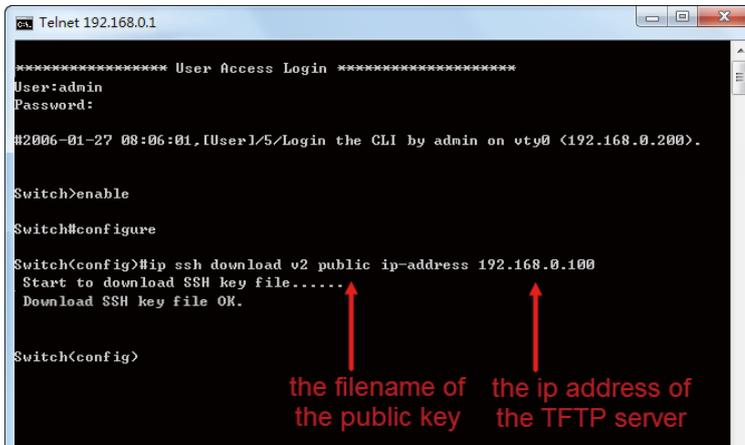 Telnet 192.168.0.1
***************** User Access Login ********************
User:admin
Password:
#2006-01-27 08:06:01,[User]/5/Login the CLI by admin on vty0 (192.168.0.200).
Switch>enable
Switch#configure
Switch(config)#ip ssh download v2 public ip-address 192.168.0.100
Start to download SSH key file......
Download SSH key file OK.
Switch(config)
the filename of the public key
the ip address of the TFTP server